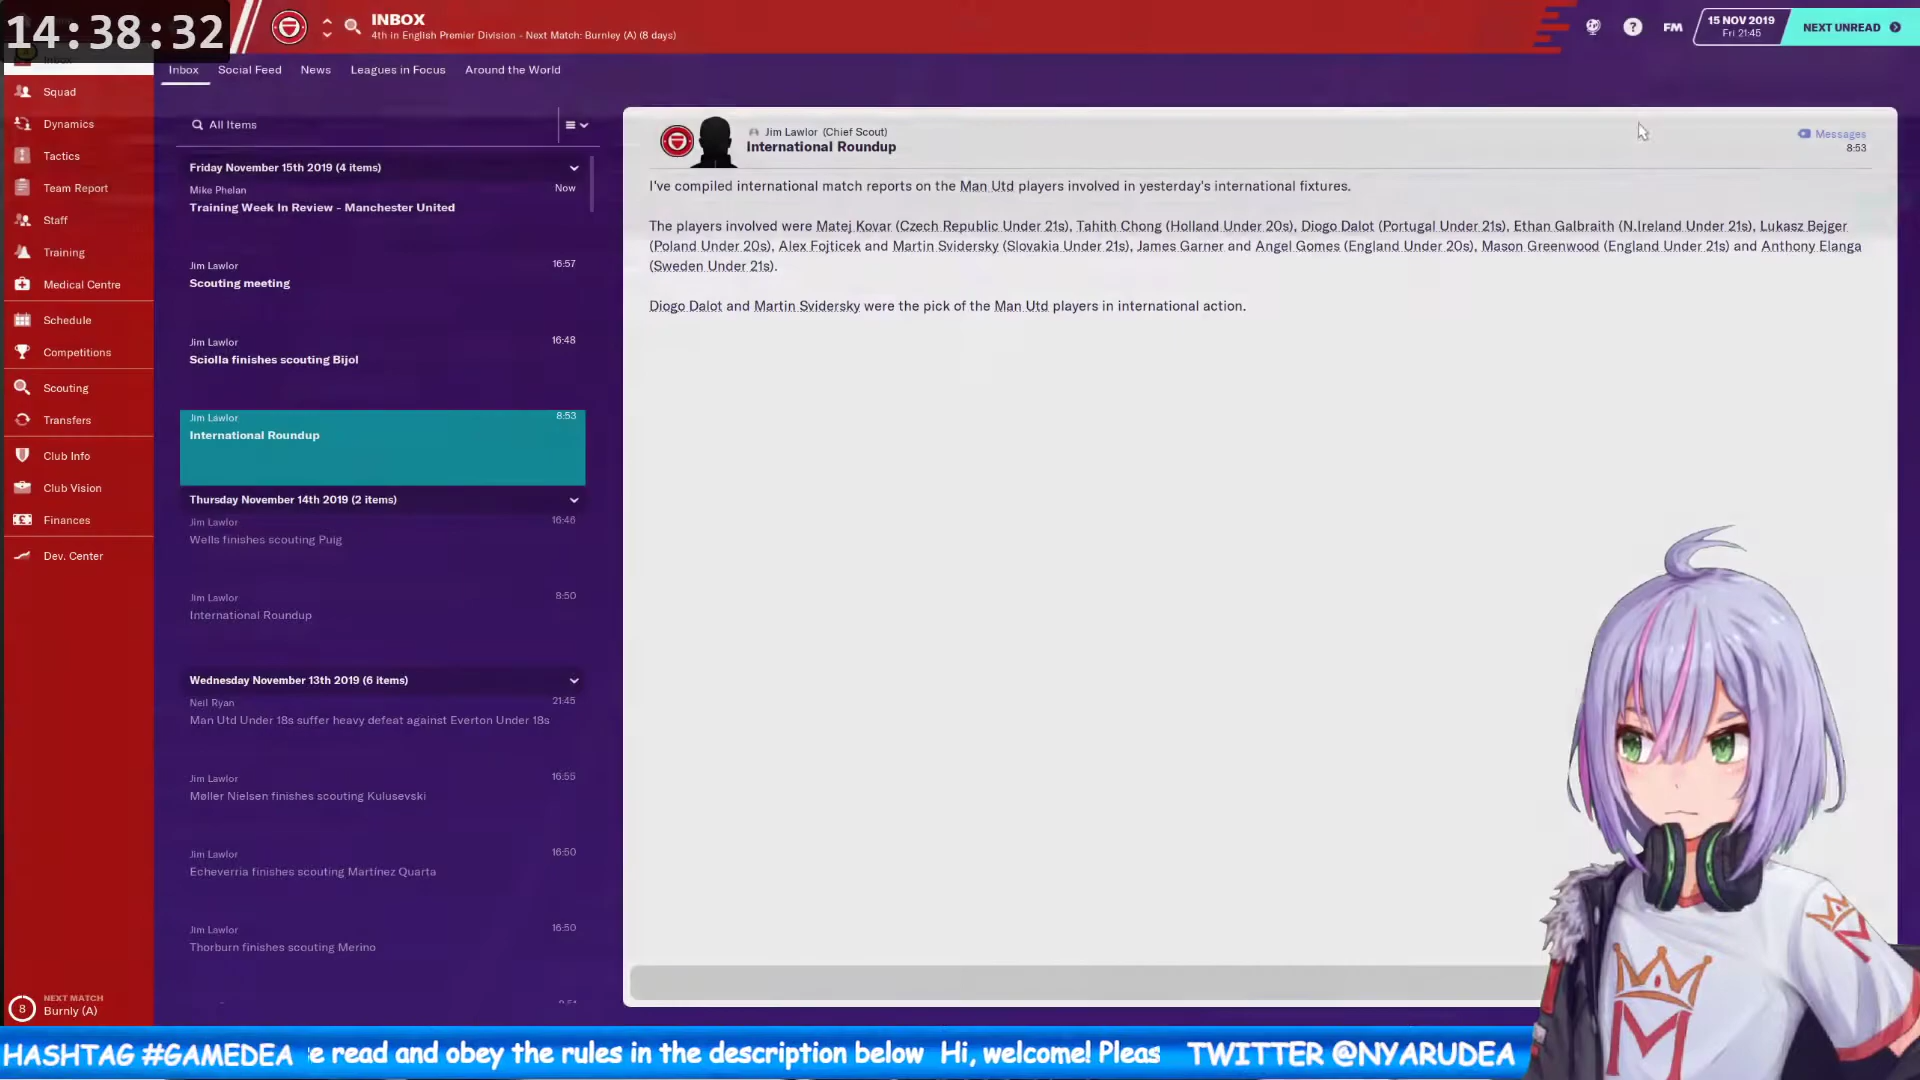 14:38:32
INBOX
4th in English Premier Division - Next Match: Burnley (A) (8 days)
FM
15 NOV 2019
Fri 21:45
NEXT UNREAD
Inbox
Squad
Dynamics
Tactics
Team Report
Staff
Training
Medical Centre
Schedule
Competitions
Scouting
Transfers
Club Info
Club Vision
Finances
Dev. Center
8
NEXT MATCH
Burnly (A)
Inbox Social Feed News Leagues in Focus Around the World
All Items
Friday November 15th 2019 (4 items)
Mike Phelan Now
Training Week In Review - Manchester United
Jim Lawlor 16:57
Scouting meeting
Jim Lawlor 16:48
Sciolla finishes scouting Bijol
Jim Lawlor 8:53
International Roundup
Thursday November 14th 2019 (2 items)
Jim Lawlor 16:46
Wells finishes scouting Puig
Jim Lawlor 8:50
International Roundup
Wednesday November 13th 2019 (6 items)
Neil Ryan 21:45
Man Utd Under 18s suffer heavy defeat against Everton Under 18s
Jim Lawlor 16:55
Møller Nielsen finishes scouting Kulusevski
Jim Lawlor 16:50
Echeverria finishes scouting Martínez Quarta
Jim Lawlor 16:50
Thorburn finishes scouting Merino
Jim Lawlor (Chief Scout)
International Roundup
Messages
8:53
I've compiled international match reports on the Man Utd players involved in yesterday's international fixtures.
The players involved were Matej Kovar (Czech Republic Under 21s), Tahith Chong (Holland Under 20s), Diogo Dalot (Portugal Under 21s), Ethan Galbraith (N.Ireland Under 21s), Lukasz Bejger
(Poland Under 20s), Alex Fojticek and Martin Svidersky (Slovakia Under 21s), James Garner and Angel Gomes (England Under 20s), Mason Greenwood (England Under 21s) and Anthony Elanga
(Sweden Under 21s).
Diogo Dalot and Martin Svidersky were the pick of the Man Utd players in international action.
HASHTAG #GAMEDEA
e read and obey the rules in the description below Hi, welcome! Pleas
TWITTER @NYARUDEA
M
M